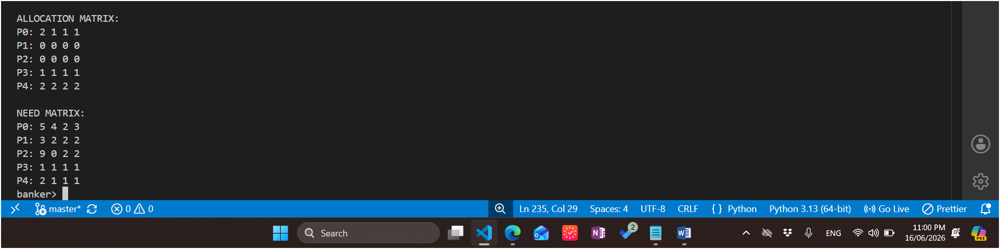 ALLOCATION MATRIX:
P0: 2 1 1 1
P1: 0 0 0 0
P2: 0 0 0 0
P3: 1 1 1 1
P4: 2 2 2 2
NEED MATRIX:
P0: 5 4 2 3
P1: 3 2 2 2
P2: 9 0 2 2
P3: 1 1 1 1
P4: 2 1 1 1
banker>
master* 0 0 Ln 235, Col 29 Spaces: 4 UTF-8 CRLF { } Python Python 3.13 (64-bit) Go Live Prettier
Search 2 ENG 11:00 PM
16/06/2026 PRE